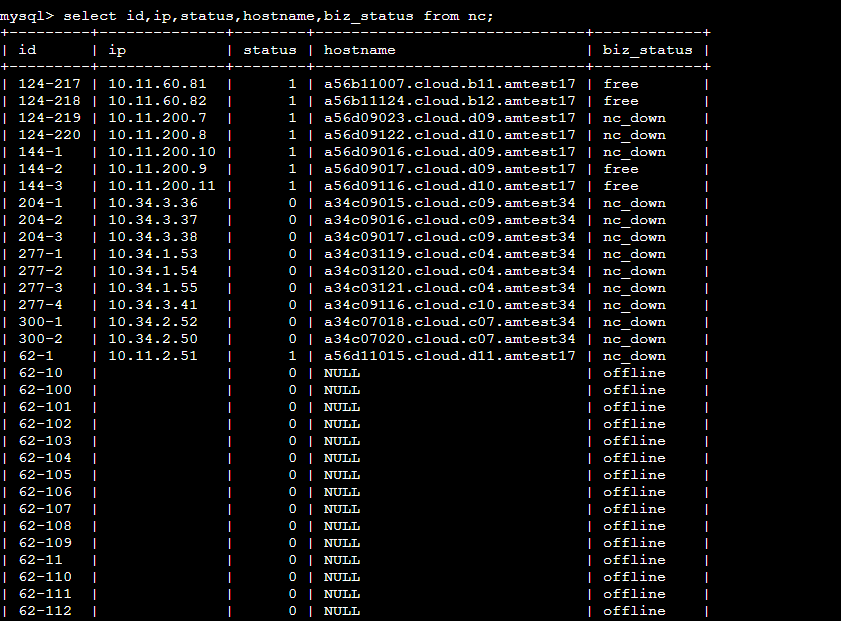 mysql> select id,ip,status,hostname,biz_status from nc;
+---------+--------------+--------+------------------------------+------------+
| id      | ip           | status | hostname                     | biz_status |
+---------+--------------+--------+------------------------------+------------+
| 124-217 | 10.11.60.81  |      1 | a56b11007.cloud.b11.amtest17 | free       |
| 124-218 | 10.11.60.82  |      1 | a56b11124.cloud.b12.amtest17 | free       |
| 124-219 | 10.11.200.7  |      1 | a56d09023.cloud.d09.amtest17 | nc_down    |
| 124-220 | 10.11.200.8  |      1 | a56d09122.cloud.d10.amtest17 | nc_down    |
| 144-1   | 10.11.200.10 |      1 | a56d09016.cloud.d09.amtest17 | nc_down    |
| 144-2   | 10.11.200.9  |      1 | a56d09017.cloud.d09.amtest17 | free       |
| 144-3   | 10.11.200.11 |      1 | a56d09116.cloud.d10.amtest17 | free       |
| 204-1   | 10.34.3.36   |      0 | a34c09015.cloud.c09.amtest34 | nc_down    |
| 204-2   | 10.34.3.37   |      0 | a34c09016.cloud.c09.amtest34 | nc_down    |
| 204-3   | 10.34.3.38   |      0 | a34c09017.cloud.c09.amtest34 | nc_down    |
| 277-1   | 10.34.1.53   |      0 | a34c03119.cloud.c04.amtest34 | nc_down    |
| 277-2   | 10.34.1.54   |      0 | a34c03120.cloud.c04.amtest34 | nc_down    |
| 277-3   | 10.34.1.55   |      0 | a34c03121.cloud.c04.amtest34 | nc_down    |
| 277-4   | 10.34.3.41   |      0 | a34c09116.cloud.c10.amtest34 | nc_down    |
| 300-1   | 10.34.2.52   |      0 | a34c07018.cloud.c07.amtest34 | nc_down    |
| 300-2   | 10.34.2.50   |      0 | a34c07020.cloud.c07.amtest34 | nc_down    |
| 62-1    | 10.11.2.51   |      1 | a56d11015.cloud.d11.amtest17 | nc_down    |
| 62-10   |              |      0 | NULL                         | offline    |
| 62-100  |              |      0 | NULL                         | offline    |
| 62-101  |              |      0 | NULL                         | offline    |
| 62-102  |              |      0 | NULL                         | offline    |
| 62-103  |              |      0 | NULL                         | offline    |
| 62-104  |              |      0 | NULL                         | offline    |
| 62-105  |              |      0 | NULL                         | offline    |
| 62-106  |              |      0 | NULL                         | offline    |
| 62-107  |              |      0 | NULL                         | offline    |
| 62-108  |              |      0 | NULL                         | offline    |
| 62-109  |              |      0 | NULL                         | offline    |
| 62-11   |              |      0 | NULL                         | offline    |
| 62-110  |              |      0 | NULL                         | offline    |
| 62-111  |              |      0 | NULL                         | offline    |
| 62-112  |              |      0 | NULL                         | offline    |